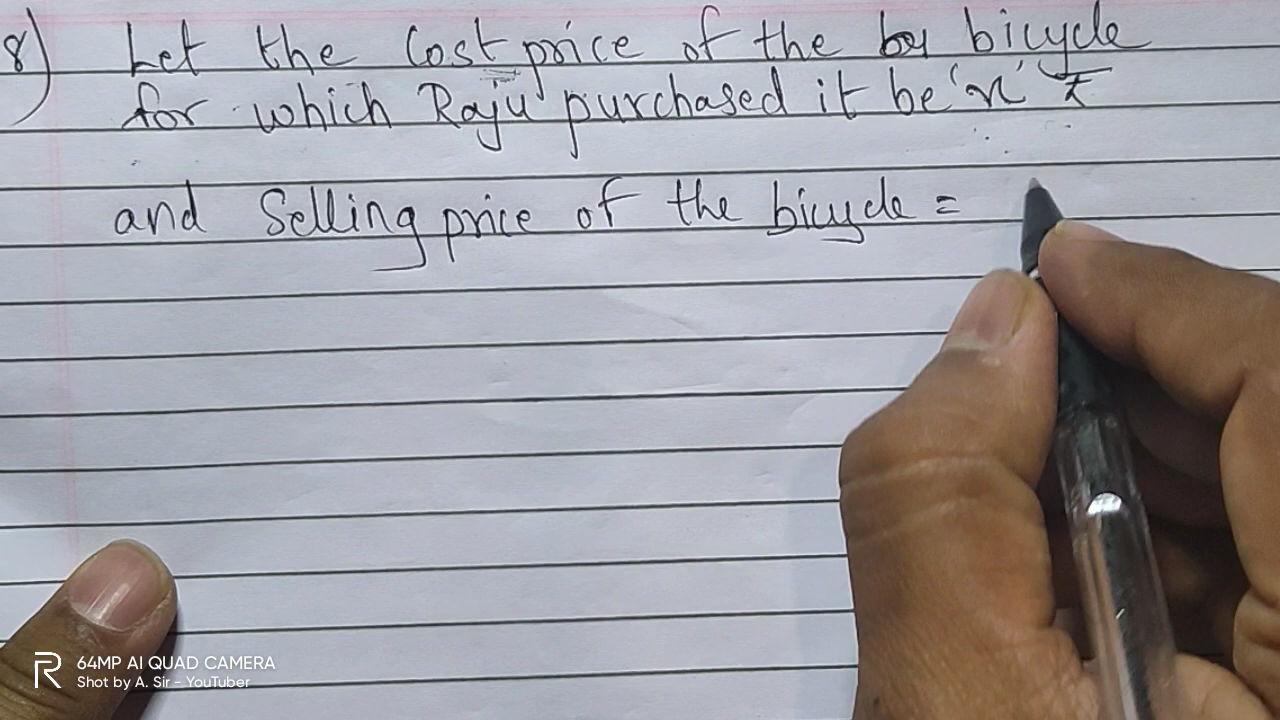 8) Let the Cost price of the by bicycle
for which Raju purchased it be 'x' ₹
and Selling price of the bicycle =
64MP AI QUAD CAMERA
Shot by A. Sir - YouTuber